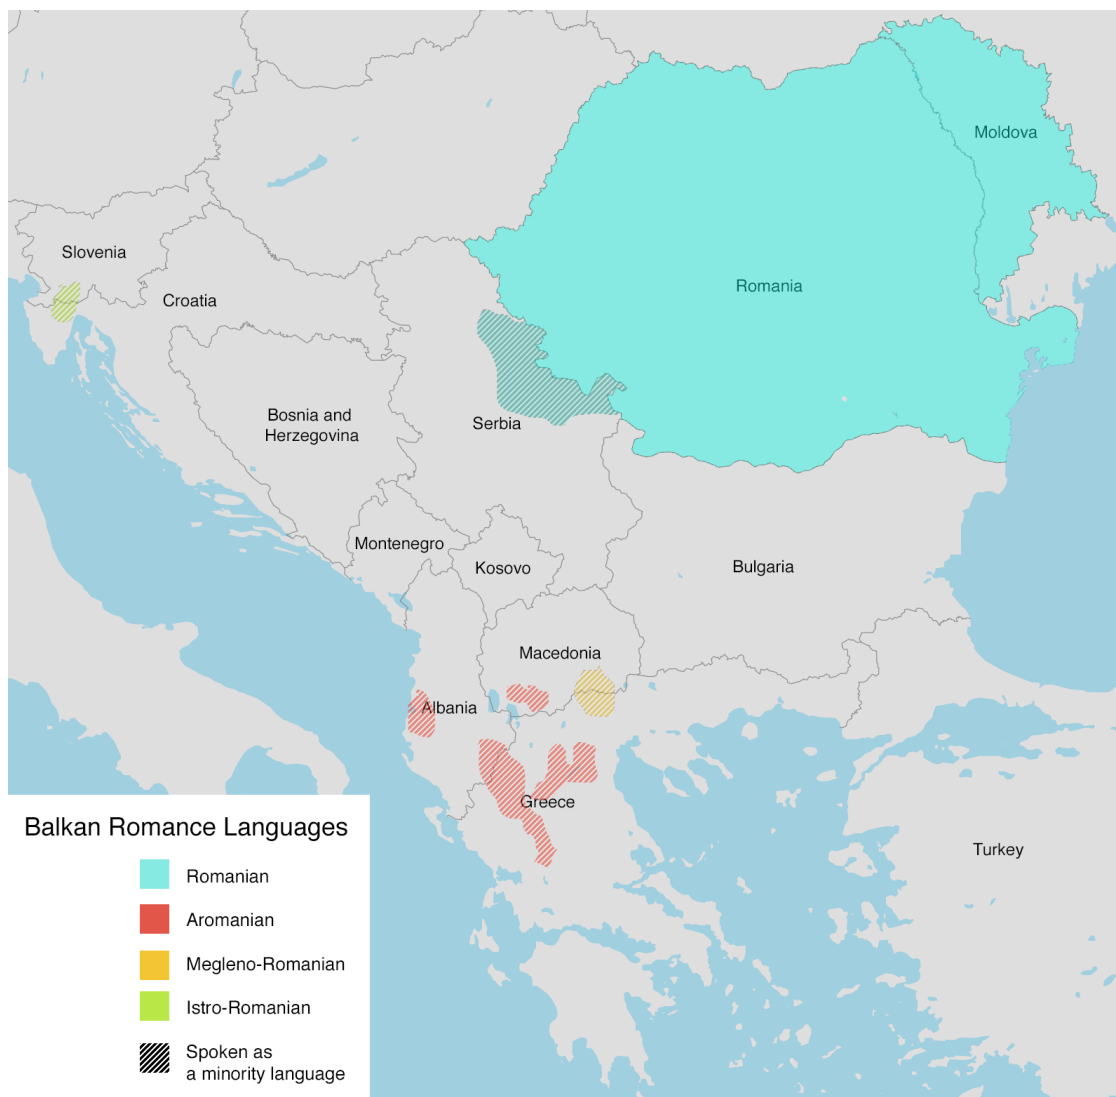 Moldova
Slovenia
Romania
Croatia
Bosnia and
Herzegovina
Serbia
Montenegro
Kosovo
Bulgaria
Macedonia
Albania
Greece
Turkey
Balkan Romance Languages
Romanian
Aromanian
Megleno-Romanian
Istro-Romanian
Spoken as
a minority language